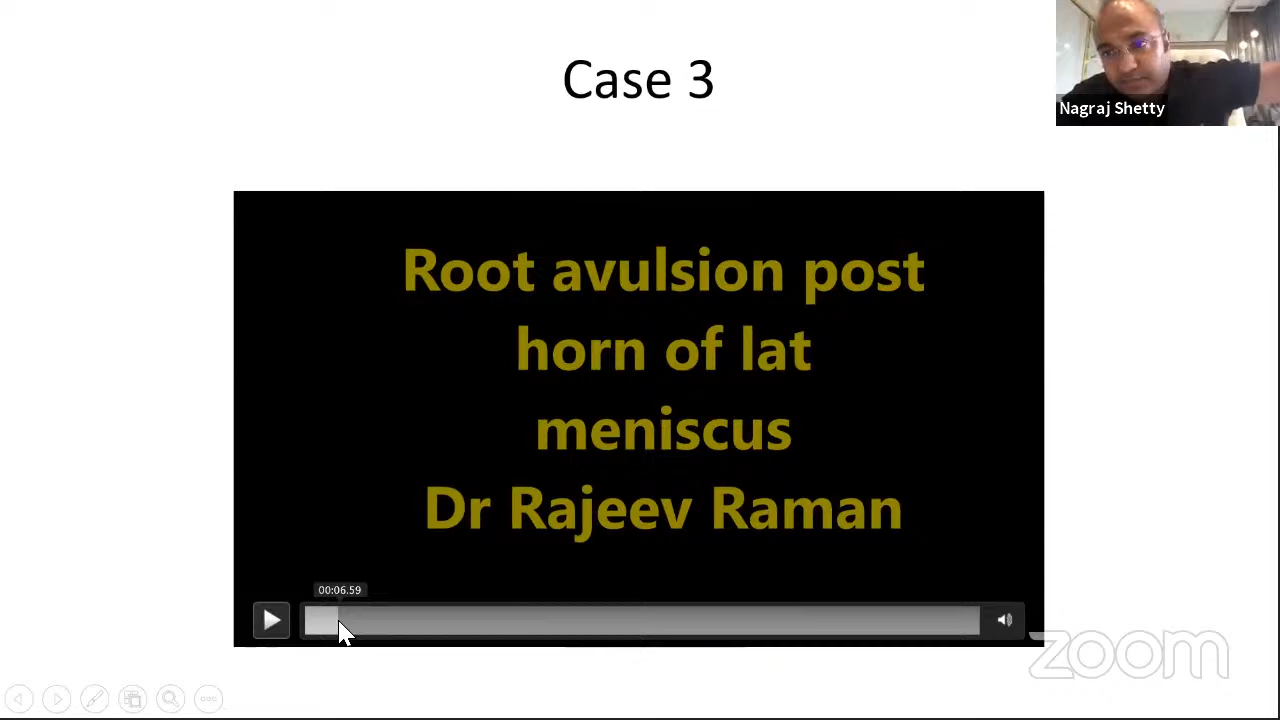 Case 3
Nagraj Shetty
Root avulsion post
horn of lat
meniscus
Dr Rajeev Raman
00:06.59
zoom